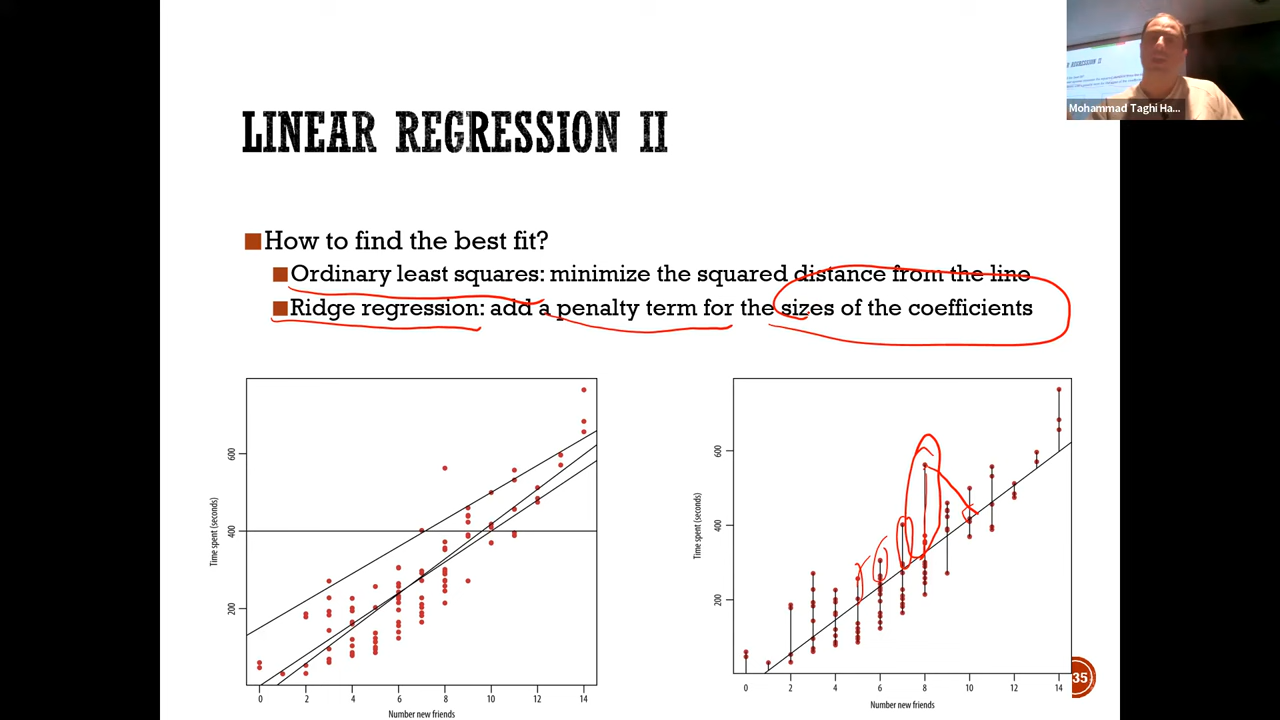 LINEAR REGRESSION II
Mohammad Taghi Ha...
How to find the best fit?
Ordinary least squares: minimize the squared distance from the line
Ridge regression: add a penalty term for the sizes of the coefficients
Time spent (seconds)
600
400
200
0 2 4 6 8 10 12 14
Number new friends
Time spent (seconds)
600
400
200
0 2 4 6 8 10 12 14
Number new friends
35